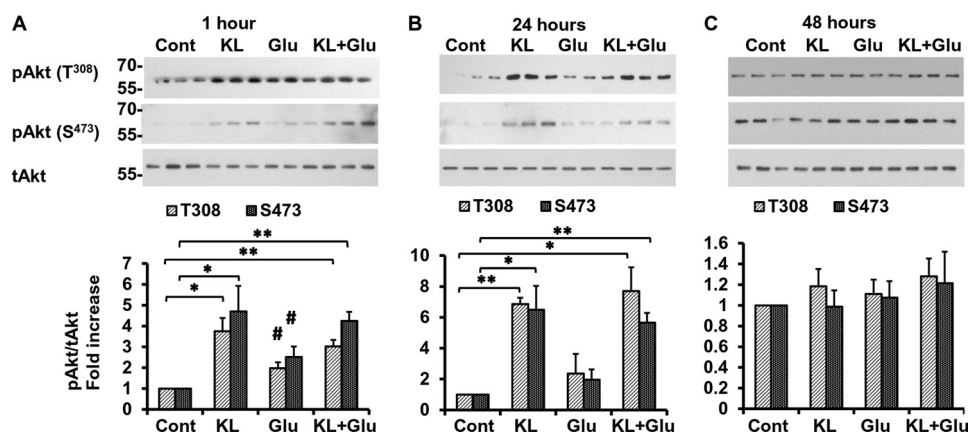 A 1 hour
Cont KL Glu KL+Glu
pAkt (T308) 70- 55-
pAkt (S473) 70- 55-
tAkt 55-
T308 S473
** ** * *
# #
pAkt/tAkt
Fold increase
7
6
5
4
3
2
1
0
Cont KL Glu KL+Glu
B 24 hours
Cont KL Glu KL+Glu
T308 S473
** * * **
10
8
6
4
2
0
Cont KL Glu KL+Glu
C 48 hours
Cont KL Glu KL+Glu
T308 S473
1.6
1.4
1.2
1
0.8
0.6
0.4
0.2
0
Cont KL Glu KL+Glu